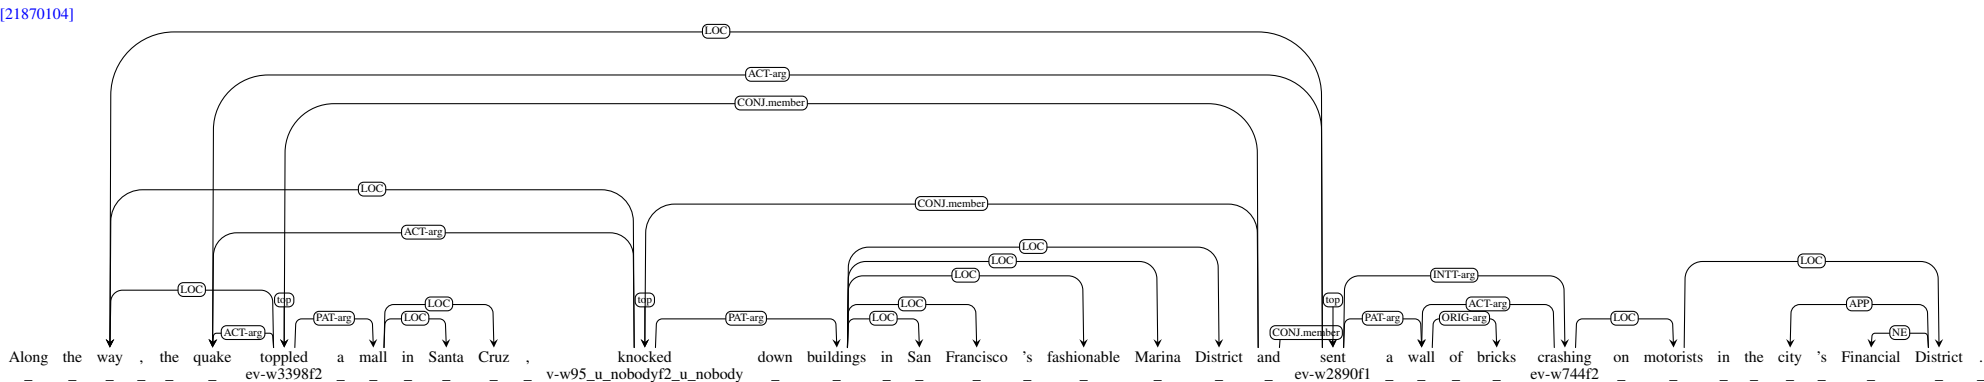 [21870104]
LOC
ACT-arg
CONJ.member
LOC
CONJ.member
ACT-arg
LOC
LOC
LOC
INTT-arg
LOC
LOC
top
top
top
LOC
LOC
ACT-arg
APP
ACT-arg
PAT-arg
LOC
PAT-arg
LOC
CONJ.member
PAT-arg
ORIG-arg
LOC
NE
Along the way , the quake toppled a mall in Santa Cruz , knocked down buildings in San Francisco 's fashionable Marina District and sent a wall of bricks crashing on motorists in the city 's Financial District .
_ _ _ _ _ _ ev-w3398f2 _ _ _ _ _ _ v-w95_u_nobodyf2_u_nobody _ _ _ _ _ _ _ _ _ _ ev-w2890f1 _ _ _ _ ev-w744f2 _ _ _ _ _ _ _ _ _